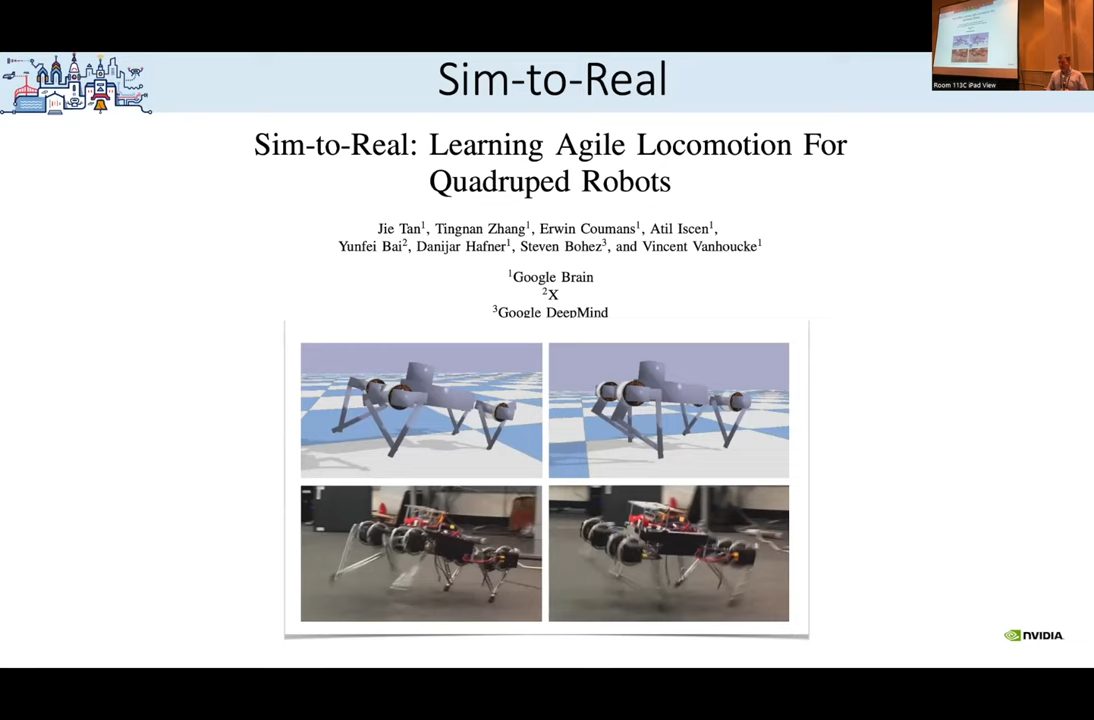 Sim-to-Real
Room 113C iPad View
Sim-to-Real: Learning Agile Locomotion For
Quadruped Robots
Jie Tan¹, Tingnan Zhang¹, Erwin Coumans¹, Atil Iscen¹,
Yunfei Bai², Danijar Hafner¹, Steven Bohez³, and Vincent Vanhoucke¹
¹Google Brain
²X
³Google DeepMind
NVIDIA.